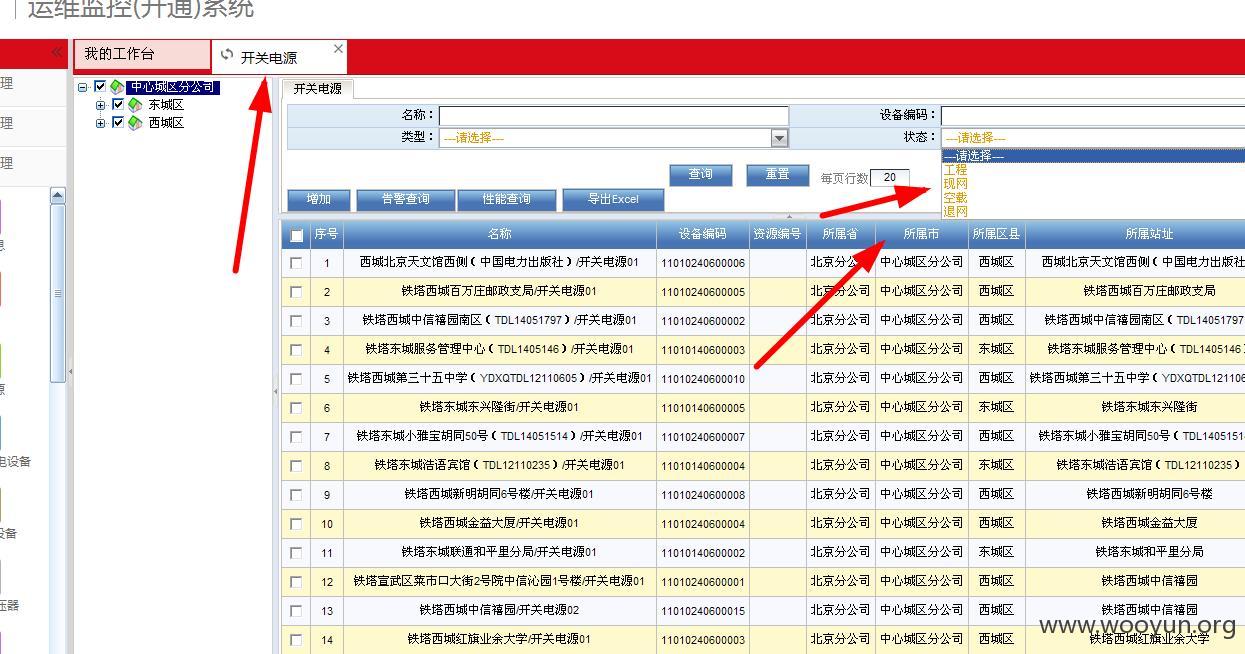 运维监控(开通)系统
我的工作台 开关电源
理
理
理
息
源
电设备
设备
压器
中心城区分公司
东城区
西城区
开关电源
名称： 设备编码：
类型： ---请选择--- 状态： ---请选择---
---请选择---
工程
现网
空载
退网
查询 重置 每页行数 20
增加 告警查询 性能查询 导出Excel
序号 名称 设备编码 资源编号 所属省 所属市 所属区县 所属站址
1 西城北京天文馆西侧（中国电力出版社）/开关电源01 11010240600006 北京分公司 中心城区分公司 西城区 西城北京天文馆西侧（中国电力出版社
2 铁塔西城百万庄邮政支局/开关电源01 11010240600005 北京分公司 中心城区分公司 西城区 铁塔西城百万庄邮政支局
3 铁塔西城中信禧园南区（TDL14051797）/开关电源01 11010240600002 北京分公司 中心城区分公司 西城区 铁塔西城中信禧园南区（TDL14051797
4 铁塔东城服务管理中心（TDL1405146）/开关电源01 11010140600003 北京分公司 中心城区分公司 东城区 铁塔东城服务管理中心（TDL1405146
5 铁塔西城第三十五中学（YDXQTDL12110605）/开关电源01 11010240600010 北京分公司 中心城区分公司 西城区 铁塔西城第三十五中学（YDXQTDL121106
6 铁塔东城东兴隆街/开关电源01 11010140600005 北京分公司 中心城区分公司 东城区 铁塔东城东兴隆街
7 铁塔东城小雅宝胡同50号（TDL14051514）/开关电源01 11010240600007 北京分公司 中心城区分公司 东城区 铁塔东城小雅宝胡同50号（TDL1405151
8 铁塔东城浩语宾馆（TDL12110235）/开关电源01 11010140600004 北京分公司 中心城区分公司 东城区 铁塔东城浩语宾馆（TDL12110235）
9 铁塔西城新明胡同6号楼/开关电源01 11010240600008 北京分公司 中心城区分公司 西城区 铁塔西城新明胡同6号楼
10 铁塔西城金益大厦/开关电源01 11010240600004 北京分公司 中心城区分公司 西城区 铁塔西城金益大厦
11 铁塔东城联通和平里分局/开关电源01 11010140600002 北京分公司 中心城区分公司 东城区 铁塔东城和平里分局
12 铁塔宣武区菜市口大街2号院中信沁园1号楼/开关电源01 11010240600001 北京分公司 中心城区分公司 西城区 铁塔西城中信禧园
13 铁塔西城中信禧园/开关电源02 11010240600015 北京分公司 中心城区分公司 西城区 铁塔西城中信禧园
14 铁塔西城红旗业余大学/开关电源01 11010240600003 北京分公司 中心城区分公司 西城区 铁塔西城红旗业余大学
www.wooyun.org